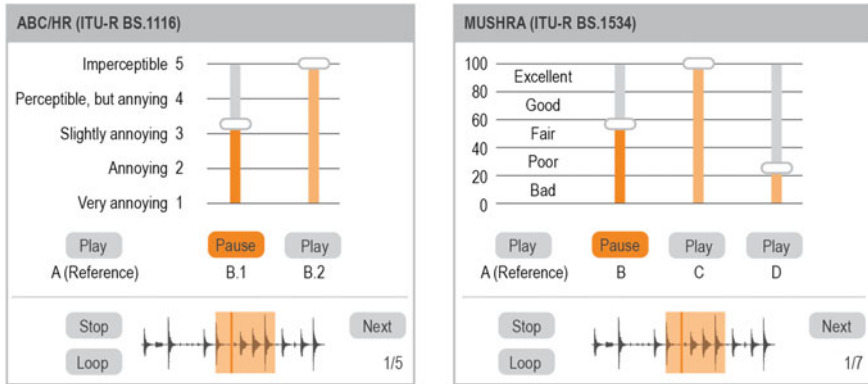 ABC/HR (ITU-R BS.1116)
Imperceptible 5
Perceptible, but annying 4
Slightly annoying 3
Annoying 2
Very annoying 1
Play Pause Play
A (Reference) B.1 B.2
Stop Next
Loop 1/5
MUSHRA (ITU-R BS.1534)
100
Excellent
80
Good
60
Fair
40
Poor
20
Bad
0
Play Pause Play Play
A (Reference) B C D
Stop Next
Loop 1/7